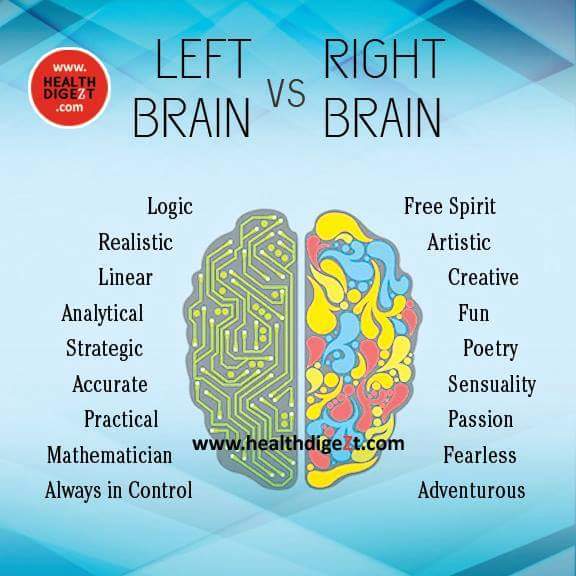 www.
HEALTH
DIGEZT
.com
LEFT
BRAIN
VS
RIGHT
BRAIN
Logic
Realistic
Linear
Analytical
Strategic
Accurate
Practical
Mathematician
Always in Control
Free Spirit
Artistic
Creative
Fun
Poetry
Sensuality
Passion
Fearless
Adventurous
www.healthdigeZt.com